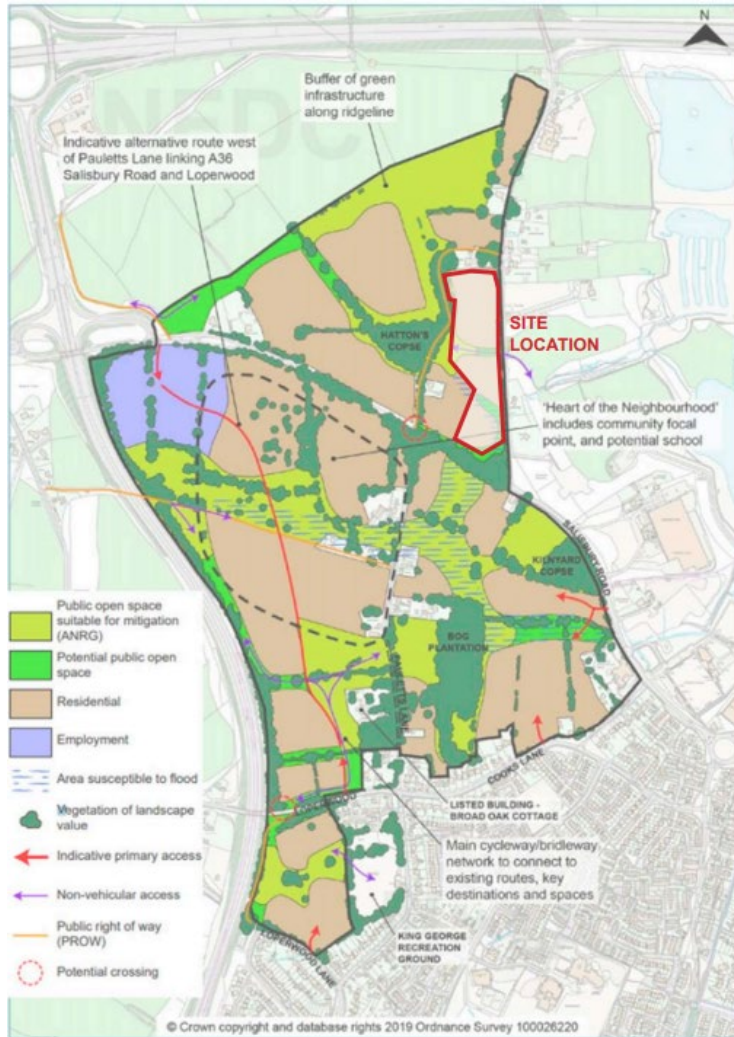 N
Buffer of green
infrastructure
along ridgeline
NFDC
Indicative alternative route west
of Pauletts Lane linking A36
Salisbury Road and Loperwood
SITE
LOCATION
HATTON'S
COPSE
'Heart of the Neighbourhood'
includes community focal
point, and potential school
SALISBURY ROAD
KILNYARD
COPSE
BOG
PLANTATION
PAULETTS LANE
COOKS LANE
LOPERWOOD
LISTED BUILDING -
BROAD OAK COTTAGE
Main cycleway/bridleway
network to connect to
existing routes, key
destinations and spaces
KING GEORGE
RECREATION
GROUND
LOPERWOOD LANE
Public open space
suitable for mitigation
(ANRG)
Potential public open
space
Residential
Employment
Area susceptible to flood
Vegetation of landscape
value
Indicative primary access
Non-vehicular access
Public right of way
(PROW)
Potential crossing
© Crown copyright and database rights 2019 Ordnance Survey 100026220